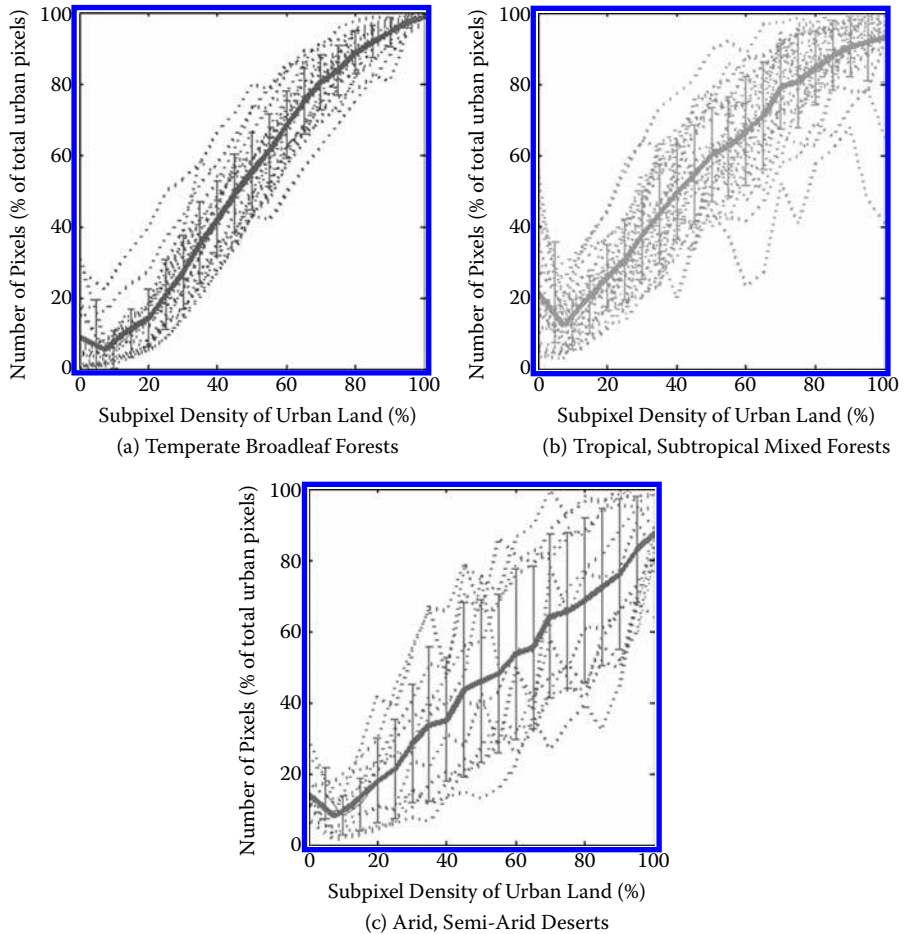 Number of Pixels (% of total urban pixels)
100
80
60
40
20
0
0 20 40 60 80 100
Subpixel Density of Urban Land (%)
(a) Temperate Broadleaf Forests
Number of Pixels (% of total urban pixels)
100
80
60
40
20
0
0 20 40 60 80 100
Subpixel Density of Urban Land (%)
(b) Tropical, Subtropical Mixed Forests
Number of Pixels (% of total urban pixels)
100
80
60
40
20
0
0 20 40 60 80 100
Subpixel Density of Urban Land (%)
(c) Arid, Semi-Arid Deserts